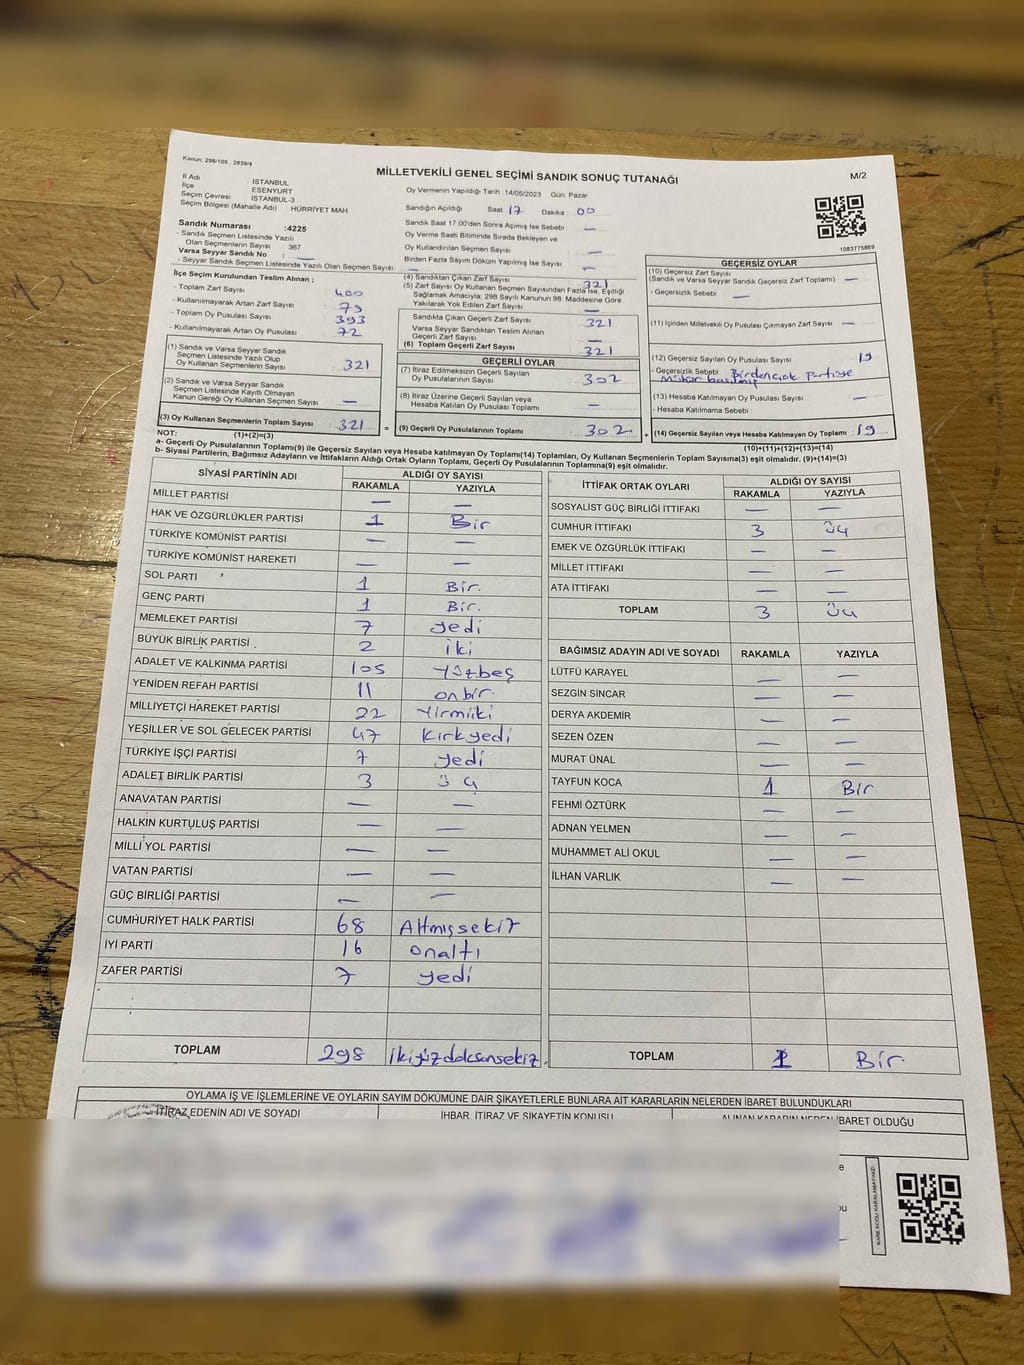 Kanun: 298/105 , 2839/4
MİLLETVEKİLİ GENEL SEÇİMİ SANDIK SONUÇ TUTANAĞI
M/2
İl Adı İSTANBUL
İlçe ESENYURT
Seçim Çevresi İSTANBUL-3
Seçim Bölgesi (Mahalle Adı) : HÜRRİYET MAH
Sandık Numarası :4225
- Sandık Seçmen Listesinde Yazılı
Olan Seçmenlerin Sayısı 367
Varsa Seyyar Sandık No : —
- Seyyar Sandık Seçmen Listesinde Yazılı Olan Seçmen Sayısı —
İlçe Seçim Kurulundan Teslim Alınan ;
- Toplam Zarf Sayısı 400
- Kullanılmayarak Artan Zarf Sayısı 79
- Toplam Oy Pusulası Sayısı 393
- Kullanılmayarak Artan Oy Pusulası 72
(1) Sandık ve Varsa Seyyar Sandık
Seçmen Listesinde Yazılı Olup
Oy Kullanan Seçmenlerin Sayısı 321
(2) Sandık ve Varsa Seyyar Sandık
Seçmen Listesinde Kayıtlı Olmayan
Kanun Gereği Oy Kullanan Seçmen Sayısı —
(3) Oy Kullanan Seçmenlerin Toplam Sayısı 321 =
Oy Vermenin Yapıldığı Tarih :14/05/2023 Gün: Pazar
Sandığın Açıldığı Saat 17 Dakika 00
Sandık Saat 17:00'den Sonra Açılmış İse Sebebi —
Oy Verme Saati Bitiminde Sırada Bekleyen ve
Oy Kullandırılan Seçmen Sayısı —
Birden Fazla Sayım Döküm Yapılmış İse Sayısı —
(4) Sandıktan Çıkan Zarf Sayısı 321
(5) Zarf Sayısı Oy Kullanan Seçmen Sayısından Fazla İse, Eşitliği
Sağlamak Amacıyla; 298 Sayılı Kanunun 98. Maddesine Göre
Yakılarak Yok Edilen Zarf Sayısı —
Sandıkta Çıkan Geçerli Zarf Sayısı 321
Varsa Seyyar Sandıktan Teslim Alınan
Geçerli Zarf Sayısı —
(6) Toplam Geçerli Zarf Sayısı 321
GEÇERLİ OYLAR
(7) İtiraz Edilmeksizin Geçerli Sayılan
Oy Pusulalarının Sayısı 302
(8) İtiraz Üzerine Geçerli Sayılan veya
Hesaba Katılan Oy Pusulası Toplamı —
(9) Geçerli Oy Pusulalarının Toplamı 302 +
1083775869
GEÇERSİZ OYLAR
(10) Geçersiz Zarf Sayısı
(Sandık ve Varsa Seyyar Sandık Geçersiz Zarf Toplamı) —
- Geçersizlik Sebebi : —
(11) İçinden Milletvekili Oy Pusulası Çıkmayan Zarf Sayısı —
(12) Geçersiz Sayılan Oy Pusulası Sayısı 19
- Geçersizlik Sebebi : Birdençok Partiye
mühür basılmış
(13) Hesaba Katılmayan Oy Pusulası Sayısı —
- Hesaba Katılmama Sebebi :
(14) Geçersiz Sayılan veya Hesaba Katılmayan Oy Toplamı 19
NOT: (1)+(2)=(3) (10)+(11)+(12)+(13)=(14)
a- Geçerli Oy Pusulalarının Toplamı(9) ile Geçersiz Sayılan veya Hesaba katılmayan Oy Toplamı(14) Toplamları, Oy Kullanan Seçmenlerin Toplam Sayısına(3) eşit olmalıdır. (9)+(14)=(3)
b- Siyasi Partilerin, Bağımsız Adayların ve İttifakların Aldığı Ortak Oyların Toplamı, Geçerli Oy Pusulalarının Toplamına(9) eşit olmalıdır.
SİYASİ PARTİNİN ADI ALDIĞI OY SAYISI
RAKAMLA YAZIYLA
MİLLET PARTİSİ — —
HAK VE ÖZGÜRLÜKLER PARTİSİ 1 Bir
TÜRKİYE KOMÜNİST PARTİSİ — —
TÜRKİYE KOMÜNİST HAREKETİ — —
SOL PARTİ 1 Bir.
GENÇ PARTİ 1 Bir.
MEMLEKET PARTİSİ 7 yedi
BÜYÜK BİRLİK PARTİSİ 2 iki
ADALET VE KALKINMA PARTİSİ 105 Yüzbeş
YENİDEN REFAH PARTİSİ 11 onbir.
MİLLİYETÇİ HAREKET PARTİSİ 22 Yirmiiki
YEŞİLLER VE SOL GELECEK PARTİSİ 47 Kırkyedi
TÜRKİYE İŞÇİ PARTİSİ 7 yedi
ADALET BİRLİK PARTİSİ 3 üç
ANAVATAN PARTİSİ — —
HALKIN KURTULUŞ PARTİSİ — —
MİLLİ YOL PARTİSİ — —
VATAN PARTİSİ — —
GÜÇ BİRLİĞİ PARTİSİ — —
CUMHURİYET HALK PARTİSİ 68 Altmışsekiz
İYİ PARTİ 16 onaltı
ZAFER PARTİSİ 7 yedi
TOPLAM 298 ikiyüzdoksansekiz.
İTTİFAK ORTAK OYLARI ALDIĞI OY SAYISI
RAKAMLA YAZIYLA
SOSYALİST GÜÇ BİRLİĞİ İTTİFAKI — —
CUMHUR İTTİFAKI 3 üç
EMEK VE ÖZGÜRLÜK İTTİFAKI — —
MİLLET İTTİFAKI — —
ATA İTTİFAKI — —
TOPLAM 3 üç
BAĞIMSIZ ADAYIN ADI VE SOYADI RAKAMLA YAZIYLA
LÜTFÜ KARAYEL — —
SEZGİN SİNCAR — —
DERYA AKDEMİR — —
SEZEN ÖZEN — —
MURAT ÜNAL — —
TAYFUN KOCA 1 Bir
FEHMİ ÖZTÜRK — —
ADNAN YELMEN — —
MUHAMMET ALİ OKUL — —
İLHAN VARLIK — —
TOPLAM 1 Bir
OYLAMA İŞ VE İŞLEMLERİNE VE OYLARIN SAYIM DÖKÜMÜNE DAİR ŞİKAYETLERLE BUNLARA AİT KARARLARIN NELERDEN İBARET BULUNDUKLARI
İTİRAZ EDENİN ADI VE SOYADI İHBAR, İTİRAZ VE ŞİKAYETİN KONUSU ALINAN KARARIN NEDEN İBARET OLDUĞU
KARE KODU KARALAMAYINIZ!